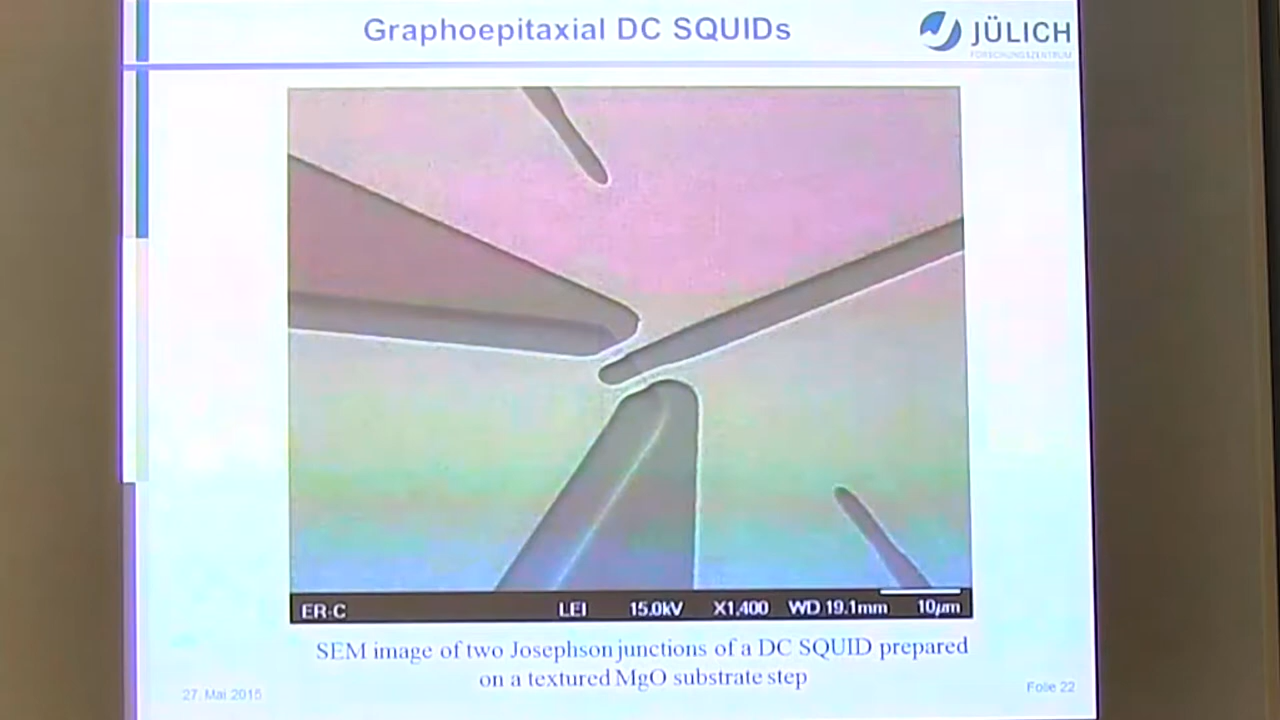 Graphoepitaxial DC SQUIDs
JÜLICH
FORSCHUNGSZENTRUM
ER-C LEI 15.0kV X1,400 WD 19.1mm 10μm
SEM image of two Josephson junctions of a DC SQUID prepared
on a textured MgO substrate step
27. Mai 2015
Folie 22